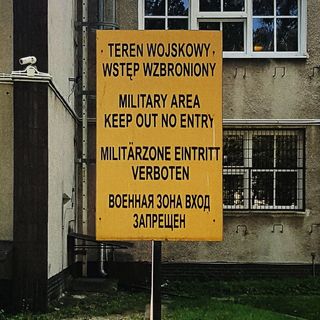 TEREN WOJSKOWY
WSTĘP WZBRONIONY
MILITARY AREA
KEEP OUT NO ENTRY
MILITÄRZONE EINTRITT
VERBOTEN
ВОЕННАЯ ЗОНА ВХОД
ЗАПРЕЩЕН